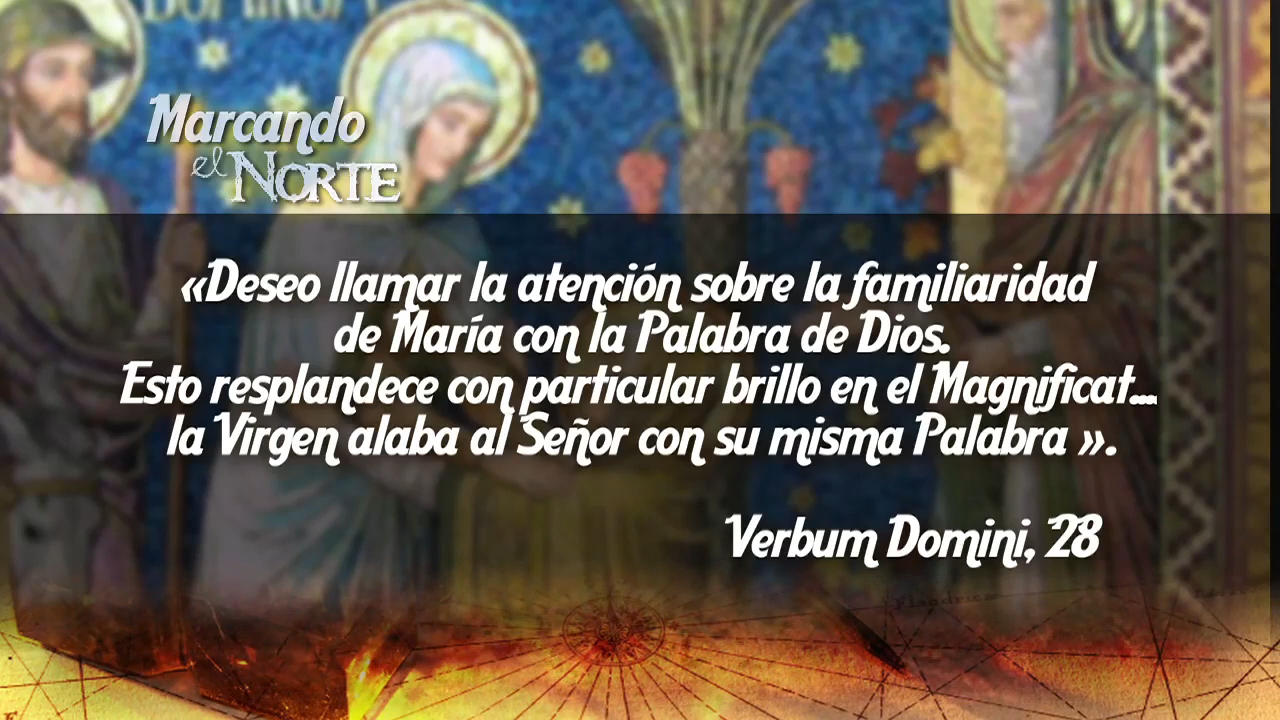 Marcando
el NORTE
«Deseo llamar la atención sobre la familiaridad
de María con la Palabra de Dios.
Esto resplandece con particular brillo en el Magnificat...
la Virgen alaba al Señor con su misma Palabra ».
Verbum Domini, 28